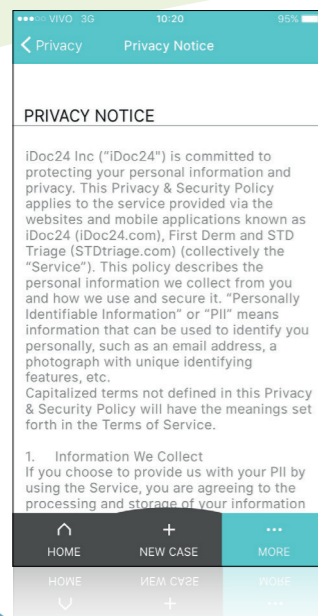 ●●●○○ VIVO 3G 10:20 95%
Privacy Privacy Notice
PRIVACY NOTICE
iDoc24 Inc (“iDoc24") is committed to
protecting your personal information and
privacy. This Privacy & Security Policy
applies to the service provided via the
websites and mobile applications known as
iDoc24 (iDoc24.com), First Derm and STD
Triage (STDtriage.com) (collectively the
“Service”). This policy describes the
personal information we collect from you
and how we use and secure it. “Personally
Identifiable Information” or “PII” means
information that can be used to identify you
personally, such as an email address, a
photograph with unique identifying
features, etc.
Capitalized terms not defined in this Privacy
& Security Policy will have the meanings set
forth in the Terms of Service.
1. Information We Collect
If you choose to provide us with your PII by
using the Service, you are agreeing to the
processing and storage of your information
HOME NEW CASE MORE
HOME NEW CASE MORE